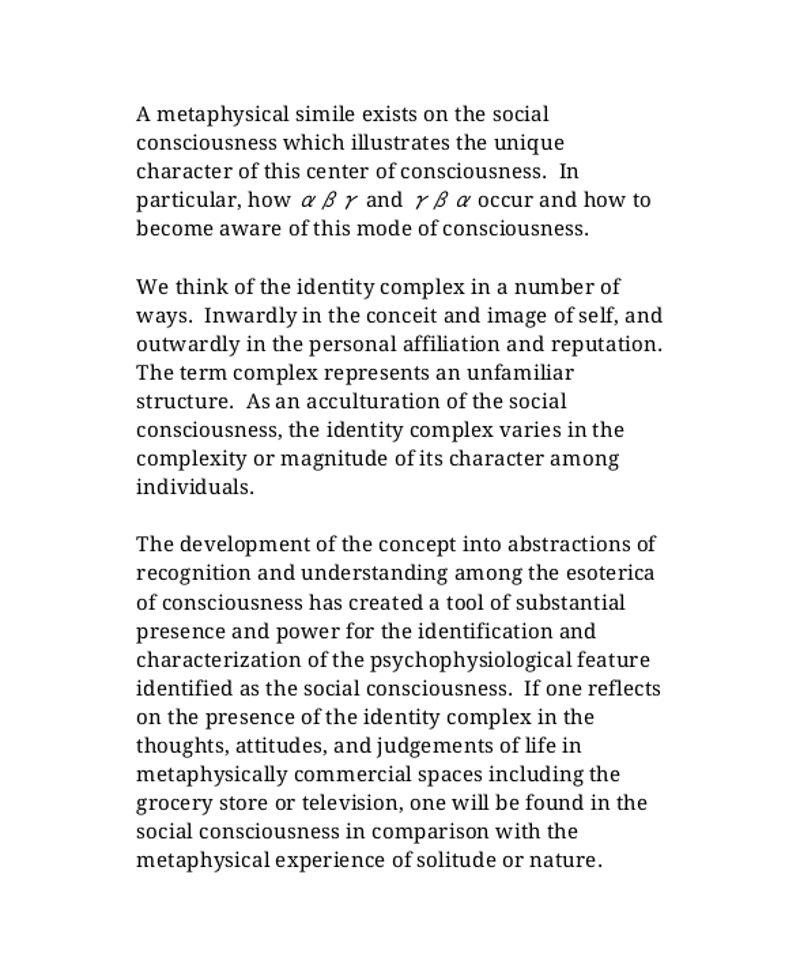 A metaphysical simile exists on the social
consciousness which illustrates the unique
character of this center of consciousness.  In
particular, how  α β γ  and  γ β α occur and how to
become aware of this mode of consciousness.

We think of the identity complex in a number of
ways.  Inwardly in the conceit and image of self, and
outwardly in the personal affiliation and reputation.
The term complex represents an unfamiliar
structure.  As an acculturation of the social
consciousness, the identity complex varies in the
complexity or magnitude of its character among
individuals.

The development of the concept into abstractions of
recognition and understanding among the esoterica
of consciousness has created a tool of substantial
presence and power for the identification and
characterization of the psychophysiological feature
identified as the social consciousness.  If one reflects
on the presence of the identity complex in the
thoughts, attitudes, and judgements of life in
metaphysically commercial spaces including the
grocery store or television, one will be found in the
social consciousness in comparison with the
metaphysical experience of solitude or nature.